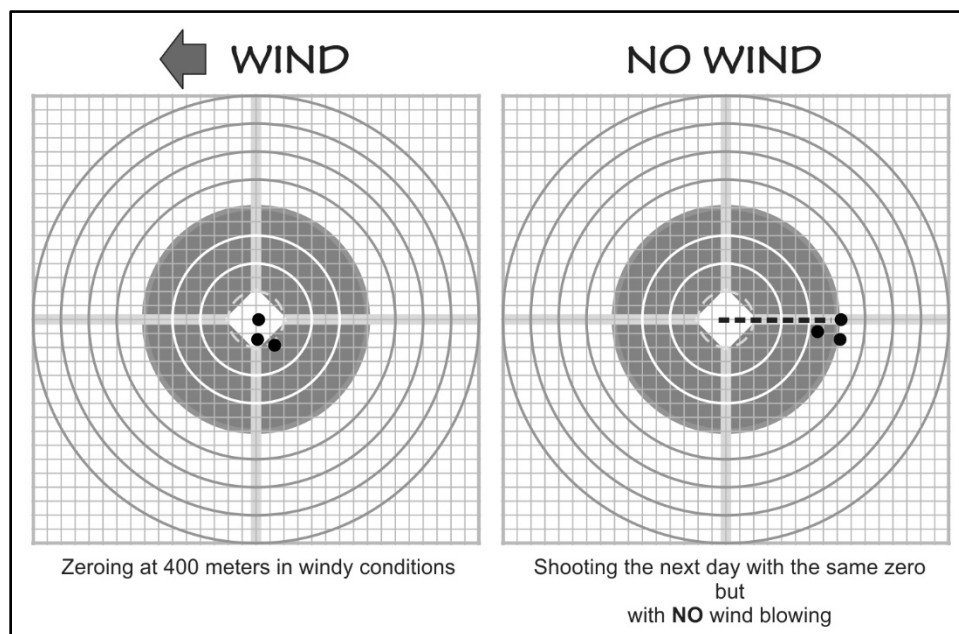 WIND
NO WIND
Zeroing at 400 meters in windy conditions
Shooting the next day with the same zero
but
with NO wind blowing